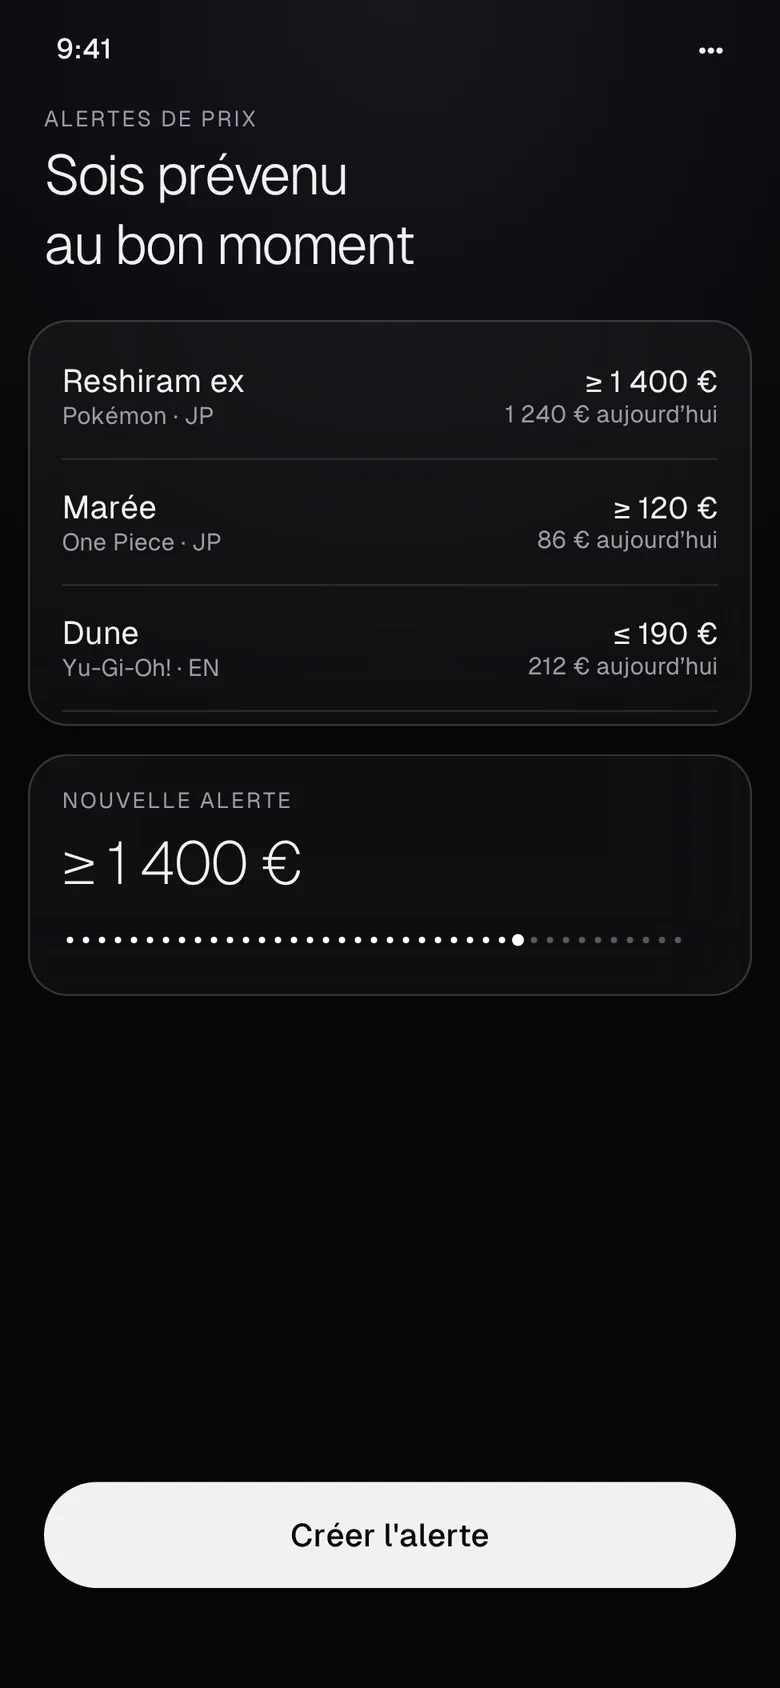 9:41
ALERTES DE PRIX
Sois prévenu
au bon moment
Reshiram ex
≥ 1 400 €
Pokémon · JP
1 240 € aujourd’hui
Marée
≥ 120 €
One Piece · JP
86 € aujourd’hui
Dune
≤ 190 €
Yu-Gi-Oh! · EN
212 € aujourd’hui
NOUVELLE ALERTE
≥ 1 400 €
Créer l'alerte